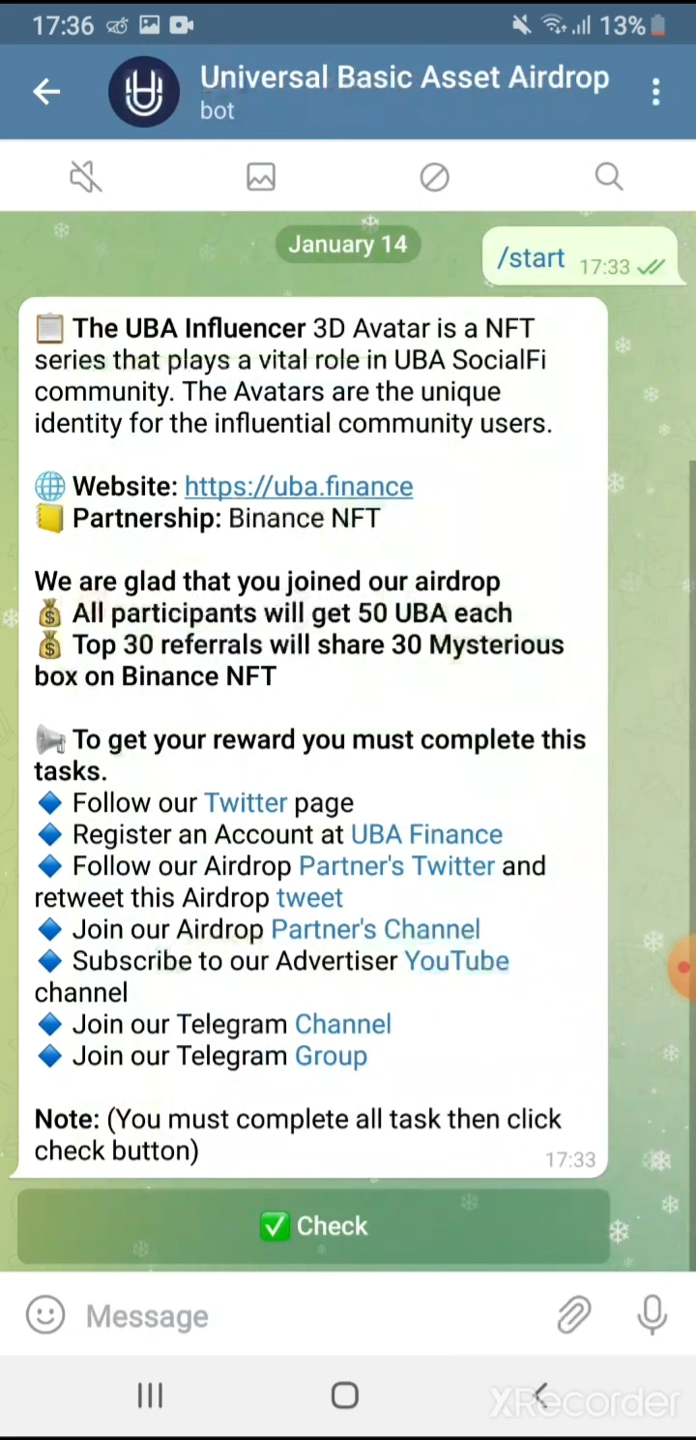 17:36
13%
Universal Basic Asset Airdrop
bot
January 14
/start 17:33
The UBA Influencer 3D Avatar is a NFT
series that plays a vital role in UBA SocialFi
community. The Avatars are the unique
identity for the influential community users.
Website: https://uba.finance
Partnership: Binance NFT
We are glad that you joined our airdrop
All participants will get 50 UBA each
Top 30 referrals will share 30 Mysterious
box on Binance NFT
To get your reward you must complete this
tasks.
Follow our Twitter page
Register an Account at UBA Finance
Follow our Airdrop Partner's Twitter and
retweet this Airdrop tweet
Join our Airdrop Partner's Channel
Subscribe to our Advertiser YouTube
channel
Join our Telegram Channel
Join our Telegram Group
Note: (You must complete all task then click
check button)
17:33
Check
Message
XRecorder